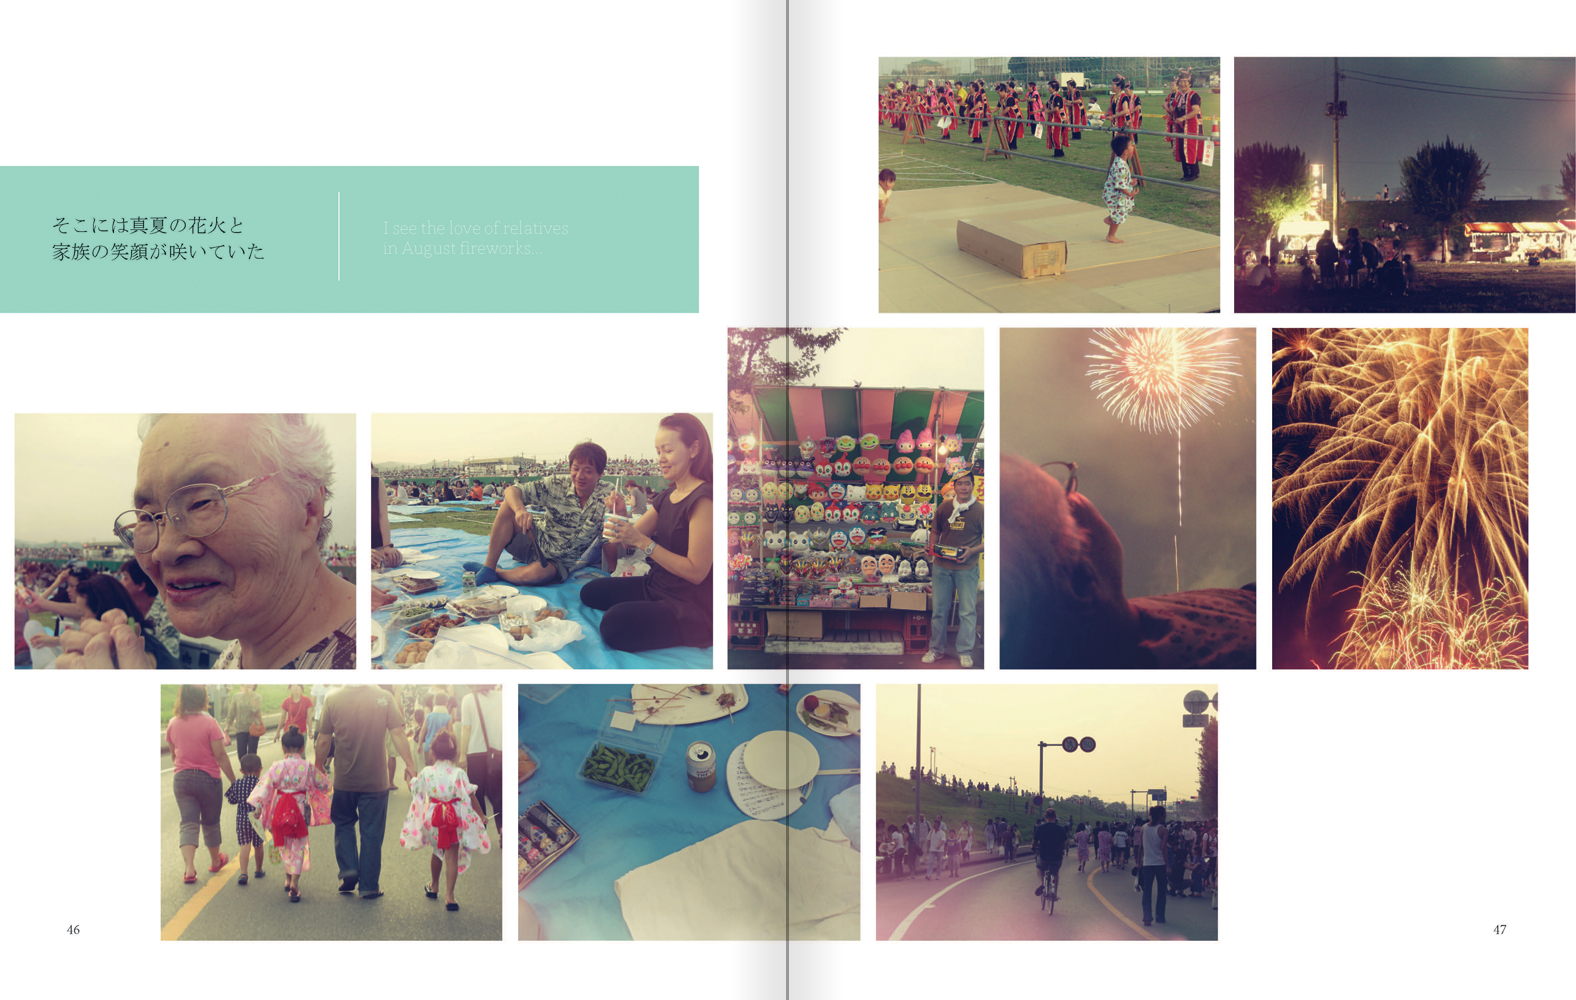 そこには真夏の花火と
家族の笑顔が咲いていた
I see the love of relatives
in August fireworks...
46
47